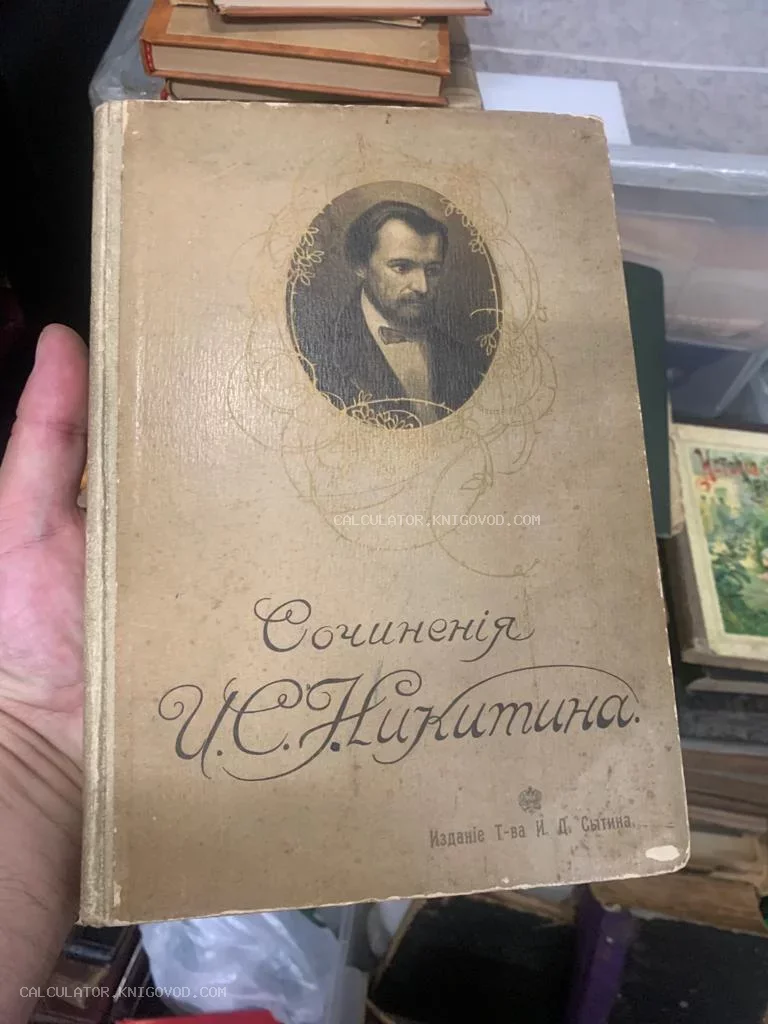 CALCULATOR.KNIGOVOD.COM
Сочиненія
И.С.Никитина.
Изданіе Т-ва И. Д. Сытина.
CALCULATOR.KNIGOVOD.COM